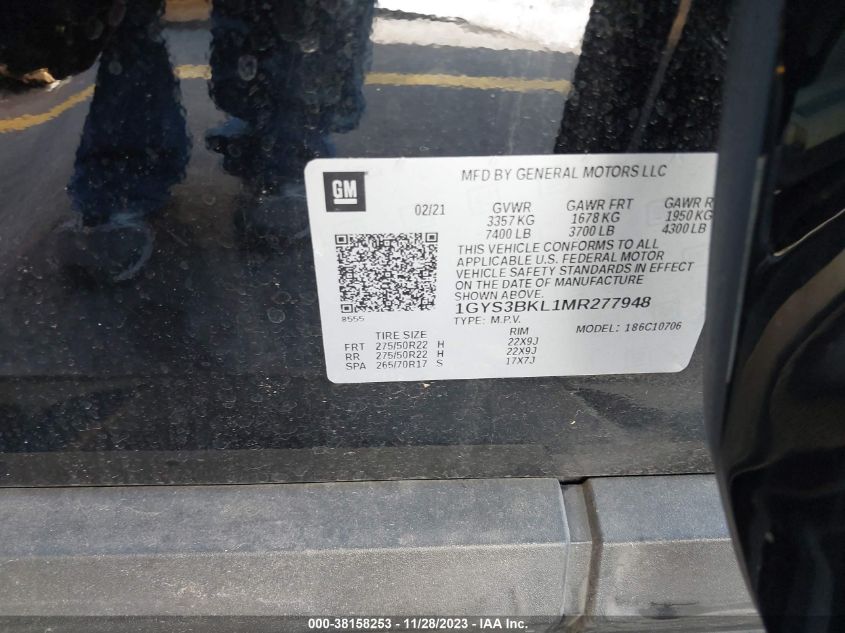 GM
MFD BY GENERAL MOTORS LLC
02/21 GVWR GAWR FRT GAWR R
3357 KG 1678 KG 1950 KG
7400 LB 3700 LB 4300 LB
THIS VEHICLE CONFORMS TO ALL
APPLICABLE U.S. FEDERAL MOTOR
VEHICLE SAFETY STANDARDS IN EFFECT
ON THE DATE OF MANUFACTURE
SHOWN ABOVE.
1GYS3BKL1MR277948
8555
TYPE: M.P.V. MODEL: 186C10706
TIRE SIZE RIM
FRT 275/50R22 H 22X9J
RR 275/50R22 H 22X9J
SPA 265/70R17 S 17X7J
000-38158253 - 11/28/2023 - IAAI - Copart, Inc.